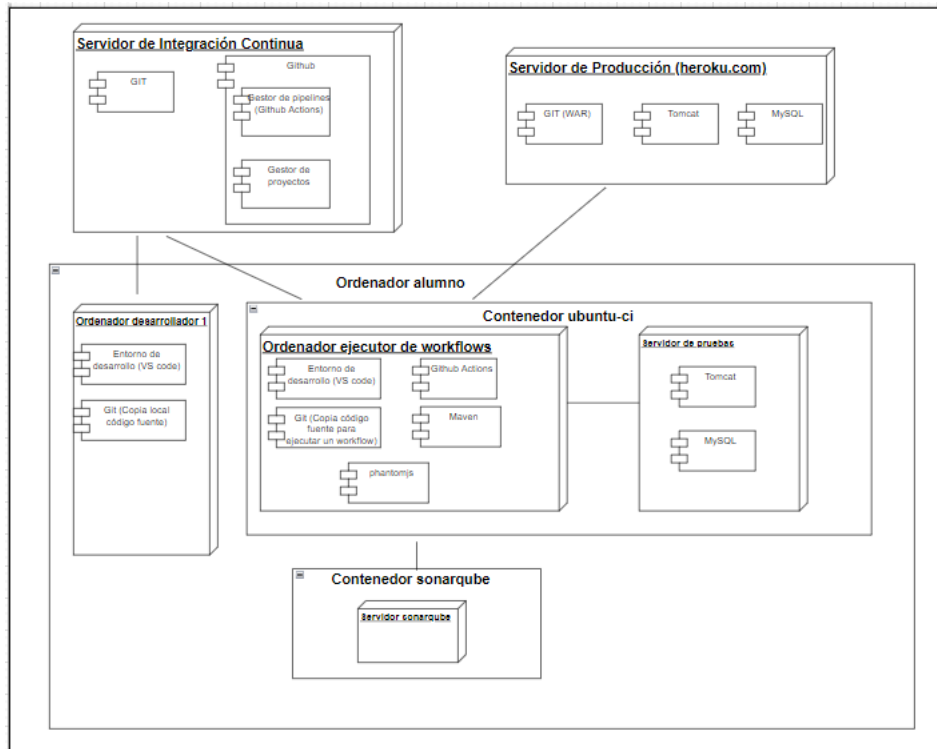 Servidor de Integración Continua
GIT
Github
Gestor de pipelines
(Github Actions)
Gestor de
proyectos
Servidor de Producción (heroku.com)
GIT (WAR)
Tomcat
MySQL
Ordenador alumno
Ordenador desarrollador 1
Entorno de
desarrollo (VS code)
Git (Copia local
código fuente)
Contenedor ubuntu-ci
Ordenador ejecutor de workflows
Entorno de
desarrollo (VS code)
Github Actions
Git (Copia código
fuente para
ejecutar un workflow)
Maven
phantomjs
Servidor de pruebas
Tomcat
MySQL
Contenedor sonarqube
Servidor sonarqube